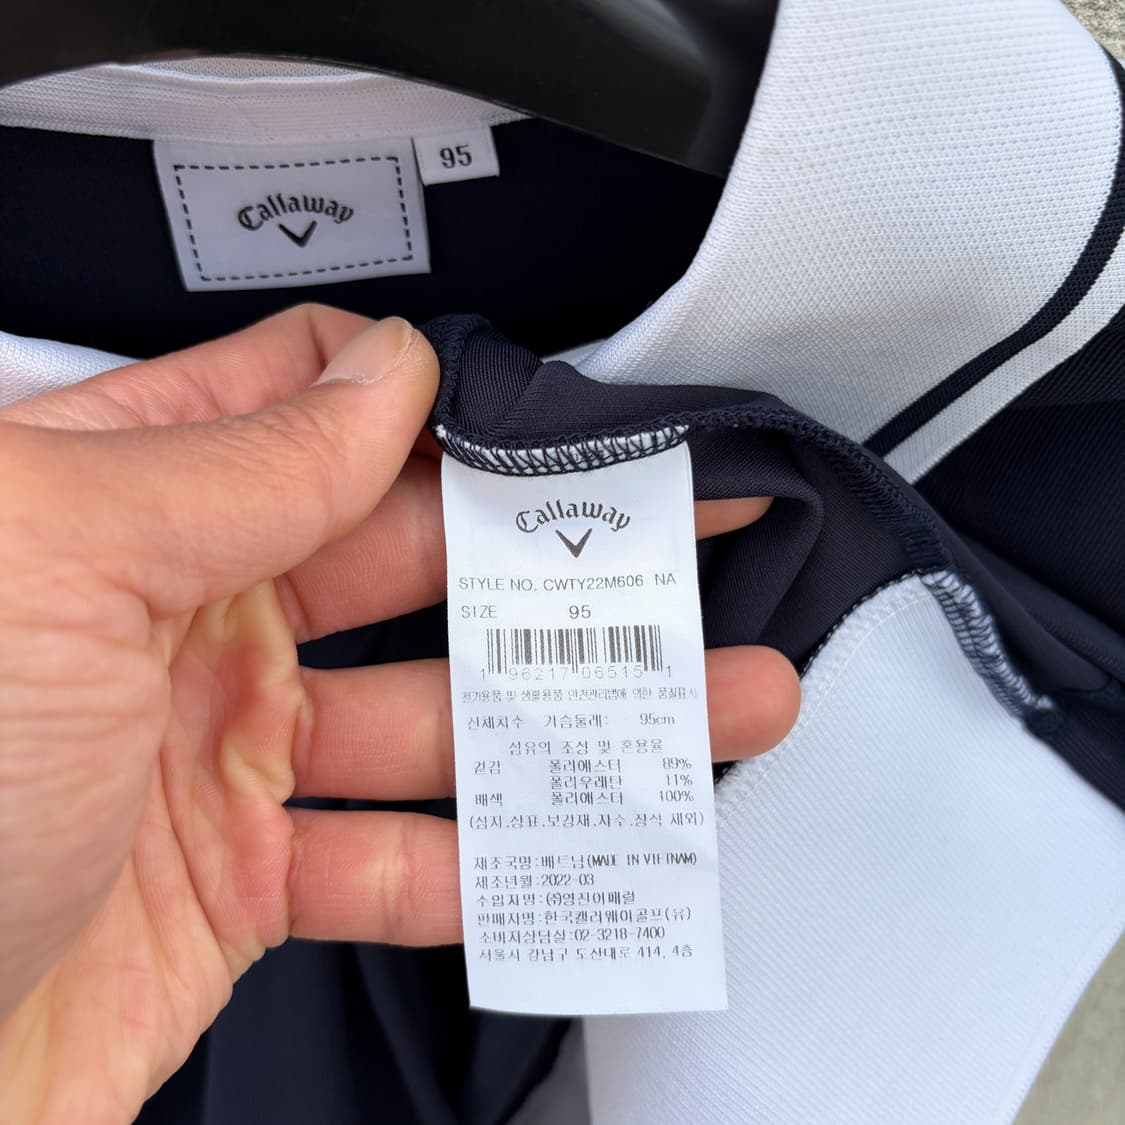 Callaway
95
Callaway
STYLE NO. CWTY22M606 NA
SIZE 95
1 96217 06515 1
전기용품 및 생활용품 안전관리법에 의한 품질표시
신체치수 가슴둘레: 95cm
섬유의 조성 및 혼용율
겉감 폴리에스터 89%
폴리우레탄 11%
배색 폴리에스터 100%
(심지,상표,보강재,자수,장식 제외)
제조국명:베트남(MADE IN VIETNAM)
제조년월:2022-03
수입자명:㈜영진어패럴
판매자명:한국캘러웨이골프(유)
소비자상담실:02-3218-7400
서울시 강남구 도산대로 414, 4층